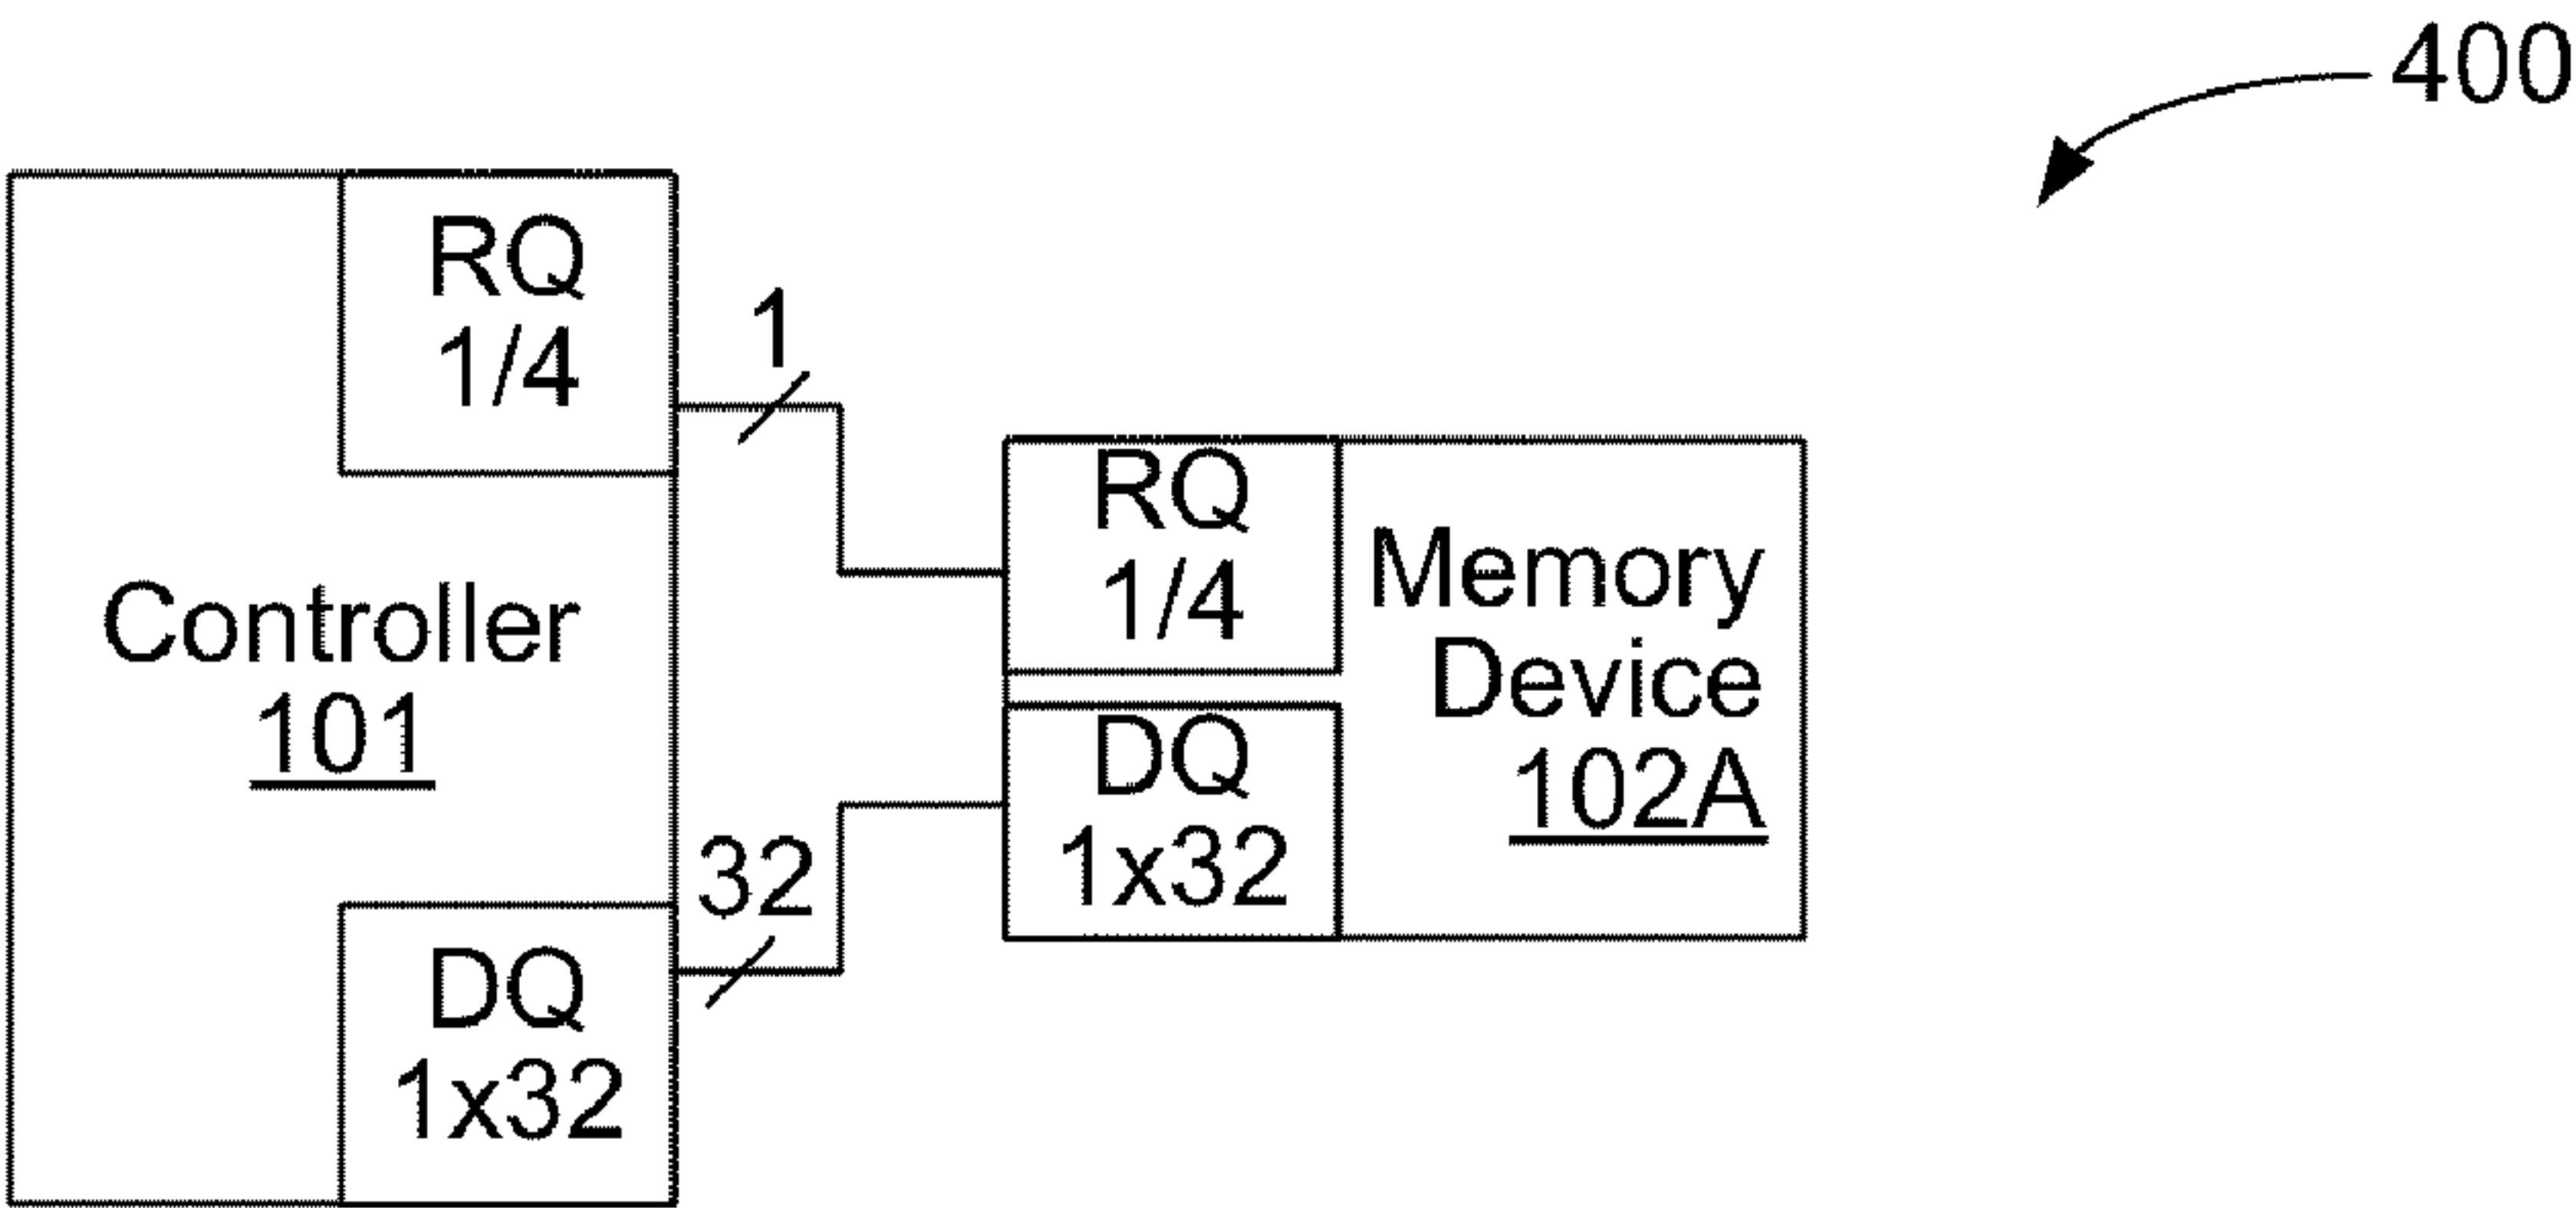 400
RQ
1/4
1
Controller
101
32
DQ
1x32
RQ
1/4
DQ
1x32
Memory
Device
102A